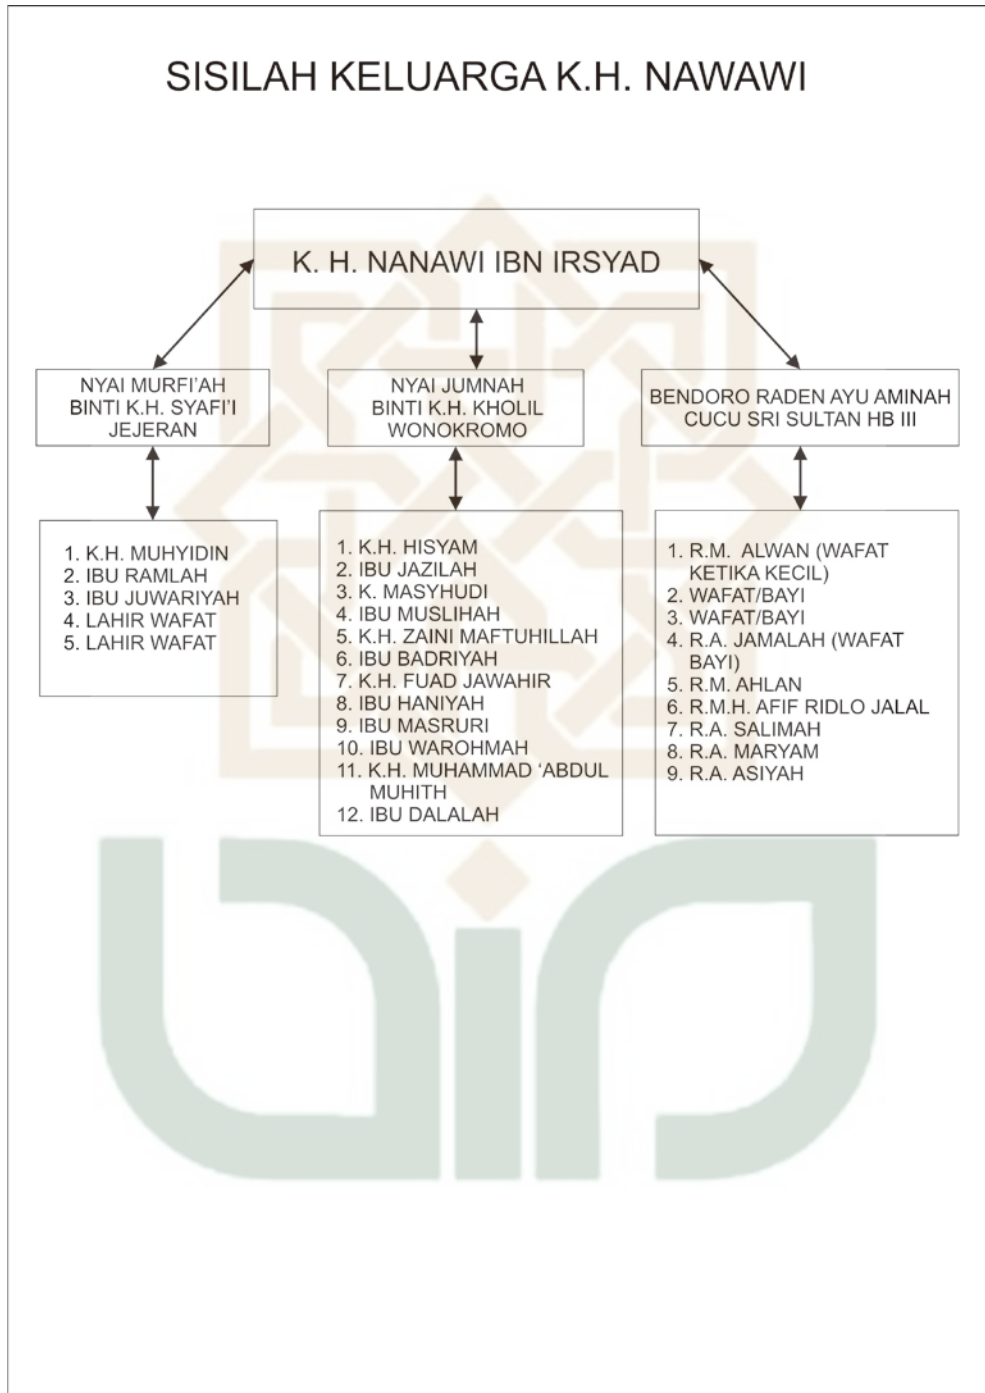 SISILAH KELUARGA K.H. NAWAWI
K. H. NANAWI IBN IRSYAD
NYAI MURFI'AH
BINTI K.H. SYAFI'I
JEJERAN
NYAI JUMNAH
BINTI K.H. KHOLIL
WONOKROMO
BENDORO RADEN AYU AMINAH
CUCU SRI SULTAN HB III
1. K.H. MUHYIDIN
2. IBU RAMLAH
3. IBU JUWARIYAH
4. LAHIR WAFAT
5. LAHIR WAFAT
1. K.H. HISYAM
2. IBU JAZILAH
3. K. MASYHUDI
4. IBU MUSLIHAH
5. K.H. ZAINI MAFTUHILLAH
6. IBU BADRIYAH
7. K.H. FUAD JAWAHIR
8. IBU HANIYAH
9. IBU MASRURI
10. IBU WAROHMAH
11. K.H. MUHAMMAD 'ABDUL
MUHITH
12. IBU DALALAH
1. R.M. ALWAN (WAFAT
KETIKA KECIL)
2. WAFAT/BAYI
3. WAFAT/BAYI
4. R.A. JAMALAH (WAFAT
BAYI)
5. R.M. AHLAN
6. R.M.H. AFIF RIDLO JALAL
7. R.A. SALIMAH
8. R.A. MARYAM
9. R.A. ASIYAH